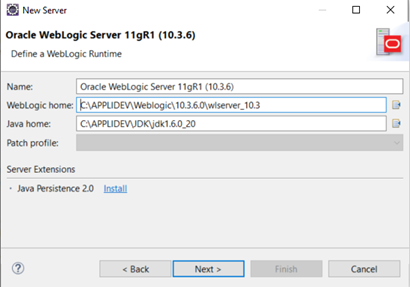 New Server
Oracle WebLogic Server 11gR1 (10.3.6)
Define a WebLogic Runtime
Name: Oracle WebLogic Server 11gR1 (10.3.6)
WebLogic home: C:\APPLIDEV\Weblogic\10.3.6.0\wlserver_10.3
Java home: C:\APPLIDEV\JDK\jdk1.6.0_20
Patch profile:
Server Extensions
Java Persistence 2.0 Install
? < Back Next > Finish Cancel